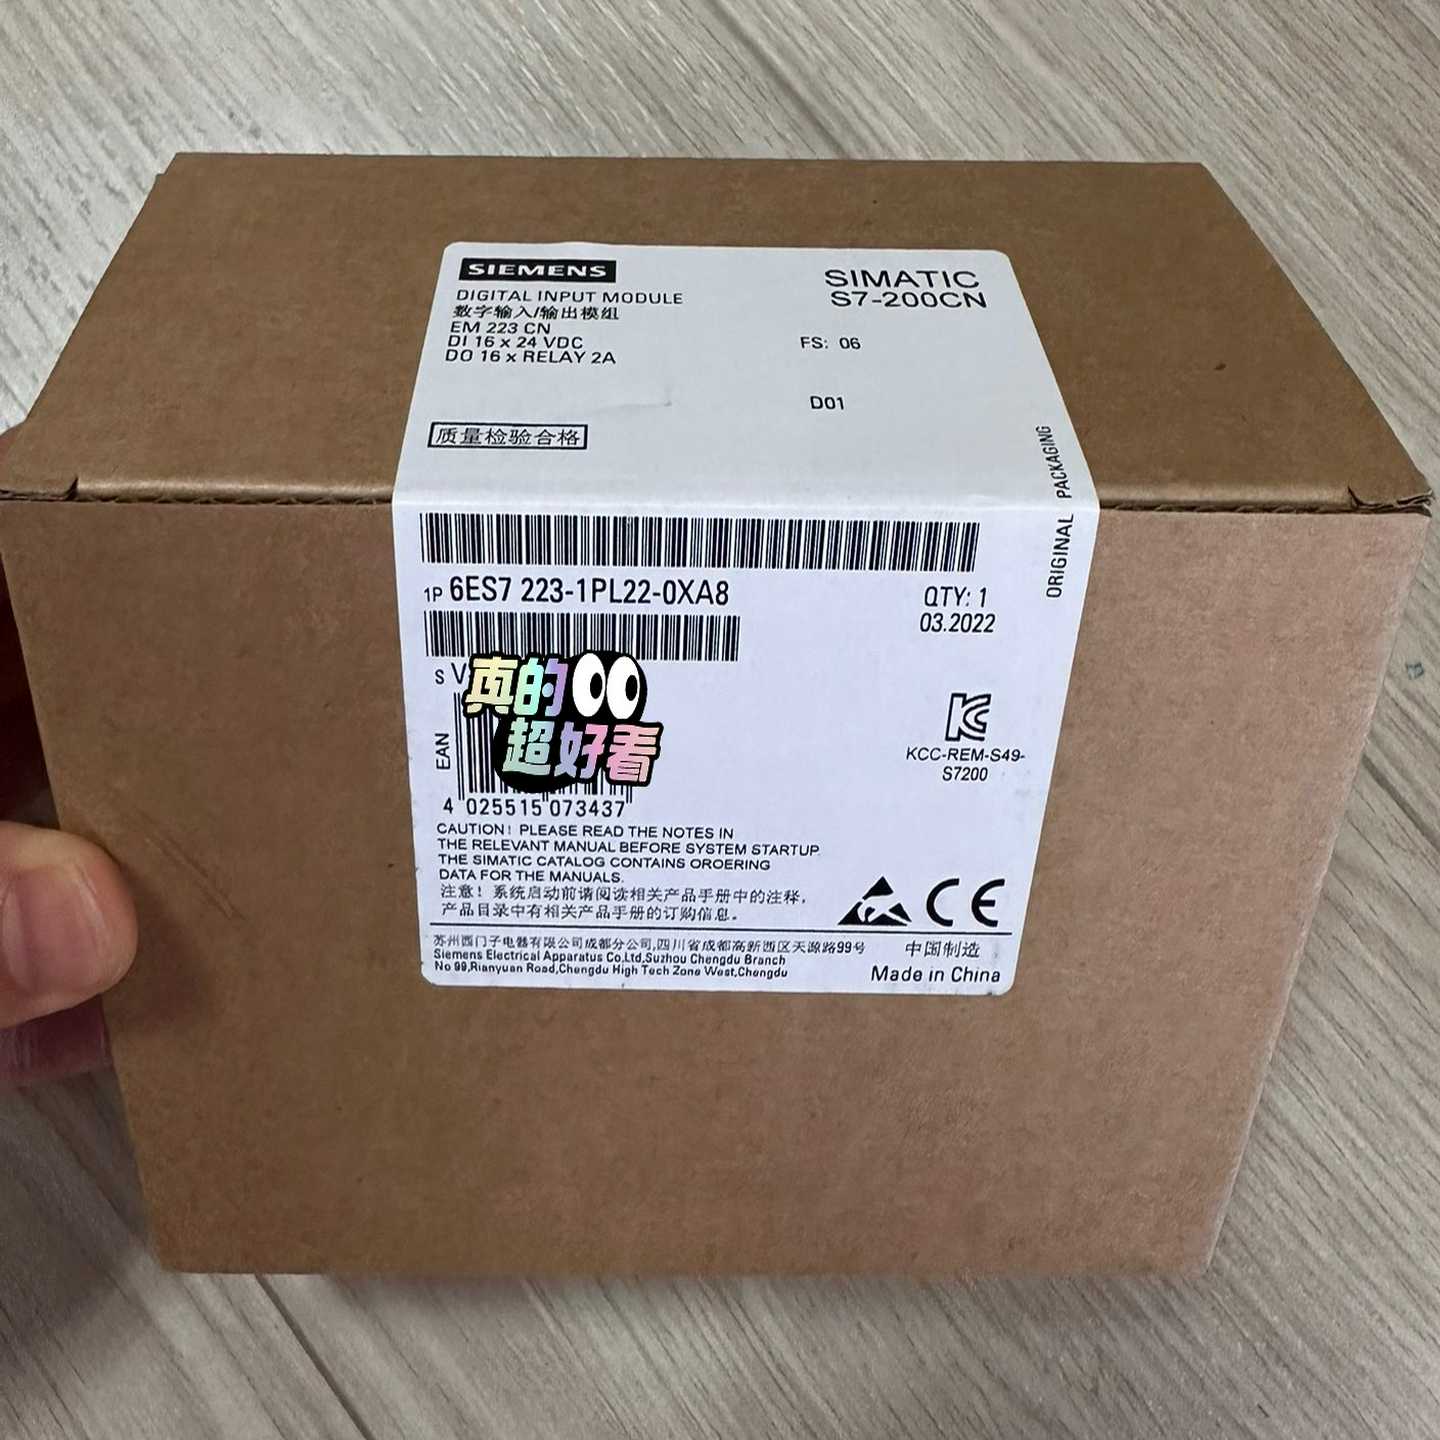 SIEMENS
SIMATIC
S7-200CN
DIGITAL INPUT MODULE
数字输入/输出模组
EM 223 CN
DI 16 x 24 VDC
DO 16 x RELAY 2A
FS: 06
D01
质量检验合格
ORIGINAL PACKAGING
1P 6ES7 223-1PL22-0XA8
QTY: 1
03.2022
S V
真的
超好看
EAN
4 025515 073437
KCC-REM-S49-
S7200
CAUTION! PLEASE READ THE NOTES IN
THE RELEVANT MANUAL BEFORE SYSTEM STARTUP.
THE SIMATIC CATALOG CONTAINS ORDERING
DATA FOR THE MANUALS.
注意！系统启动前请阅读相关产品手册中的注释，
产品目录中有相关产品手册的订购信息。
CE
苏州西门子电器有限公司成都分公司,四川省成都高新西区天源路99号
Siemens Electrical Apparatus Co,Ltd,Suzhou Chengdu Branch
No 99,Rianyuan Road,Chengdu High Tech Zone West,Chengdu
中国制造
Made in China